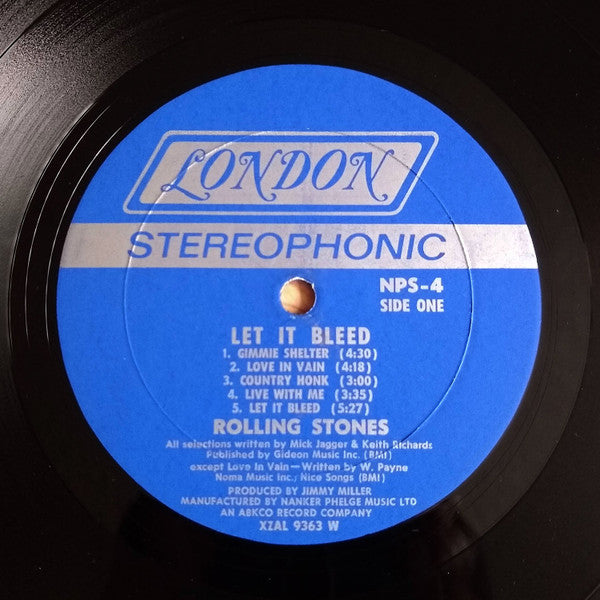 LONDON
STEREOPHONIC
NPS-4
SIDE ONE
LET IT BLEED
1. GIMMIE SHELTER (4:30)
2. LOVE IN VAIN (4:18)
3. COUNTRY HONK (3:00)
4. LIVE WITH ME (3:35)
5. LET IT BLEED (5:27)
ROLLING STONES
All selections written by Mick Jagger & Keith Richards
Published by Gideon Music Inc. (BMI)
except Love In Vain—Written by W. Payne
Noma Music Inc./Nice Songs (BMI)
PRODUCED BY JIMMY MILLER
MANUFACTURED BY NANKER PHELGE MUSIC LTD
AN ABKCO RECORD COMPANY
XZAL 9363 W